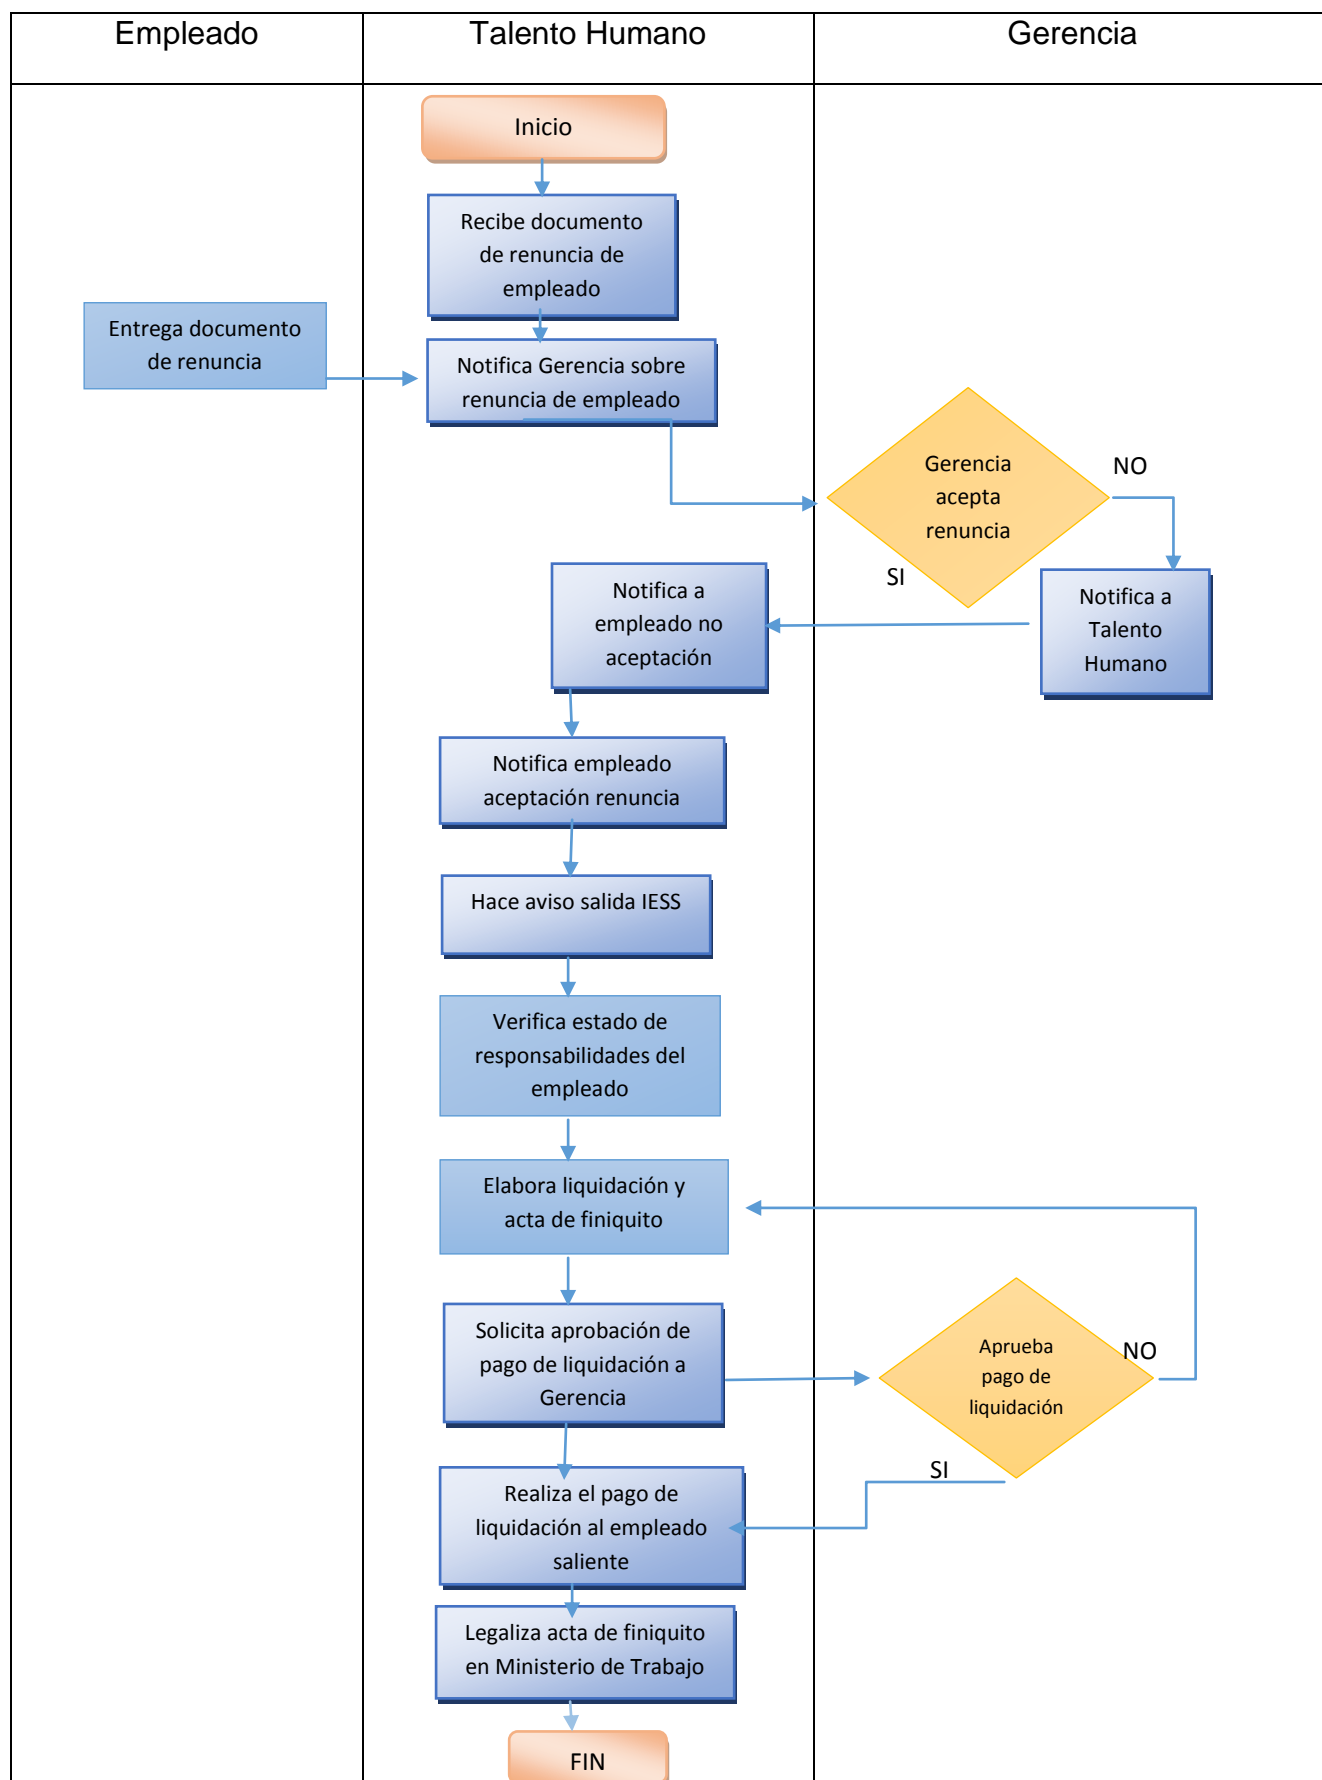 Empleado
Talento Humano
Gerencia
Inicio
Recibe documento
de renuncia de
empleado
Entrega documento
de renuncia
Notifica Gerencia sobre
renuncia de empleado
Gerencia
acepta
renuncia
NO
SI
Notifica a
Talento
Humano
Notifica a
empleado no
aceptación
Notifica empleado
aceptación renuncia
Hace aviso salida IESS
Verifica estado de
responsabilidades del
empleado
Elabora liquidación y
acta de finiquito
Solicita aprobación de
pago de liquidación a
Gerencia
Aprueba
pago de
liquidación
NO
SI
Realiza el pago de
liquidación al empleado
saliente
Legaliza acta de finiquito
en Ministerio de Trabajo
FIN